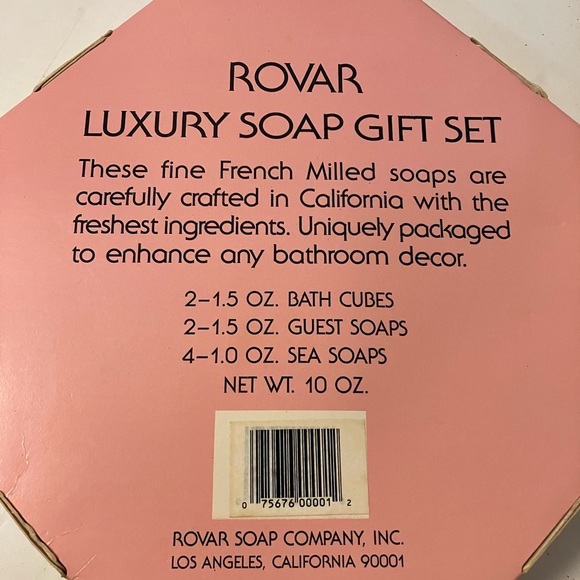 ROVAR
LUXURY SOAP GIFT SET
These fine French Milled soaps are
carefully crafted in California with the
freshest ingredients. Uniquely packaged
to enhance any bathroom decor.
2–1.5 OZ. BATH CUBES
2–1.5 OZ. GUEST SOAPS
4–1.0 OZ. SEA SOAPS
NET WT. 10 OZ.
0 75676 00001 2
ROVAR SOAP COMPANY, INC.
LOS ANGELES, CALIFORNIA 90001